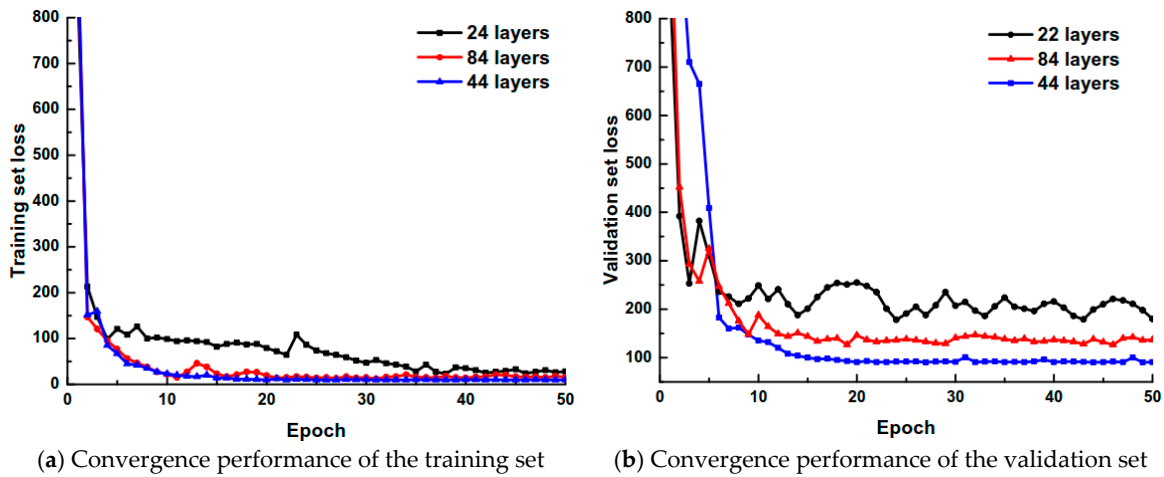 800
700
600
500
400
300
200
100
0
Training set loss
24 layers
84 layers
44 layers
0 10 20 30 40 50
Epoch
(a) Convergence performance of the training set
800
700
600
500
400
300
200
100
Validation set loss
22 layers
84 layers
44 layers
0 10 20 30 40 50
Epoch
(b) Convergence performance of the validation set